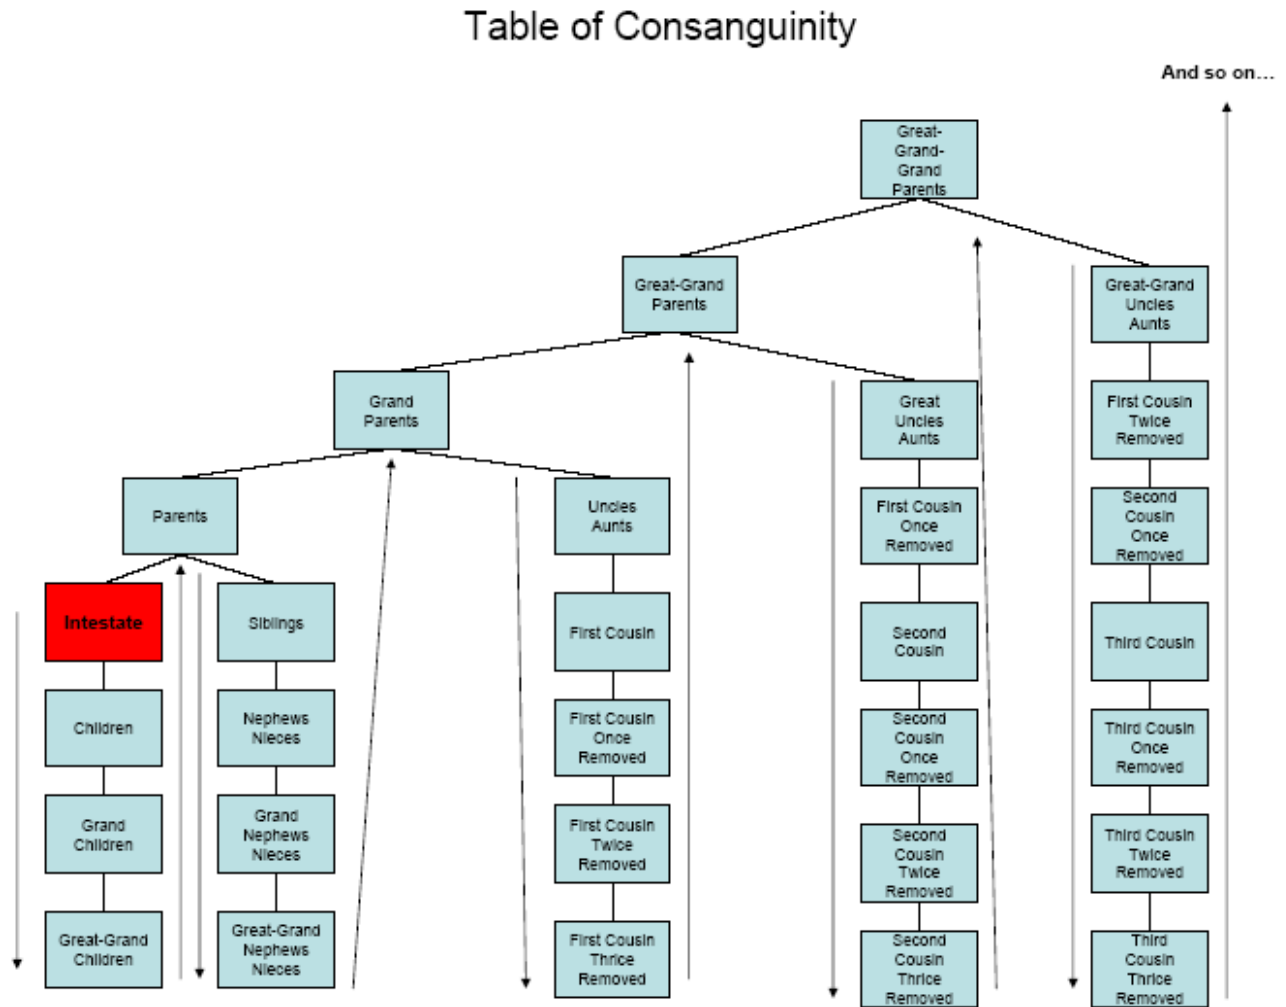 Table of Consanguinity
And so on...
Great-
Grand-
Grand
Parents
Great-Grand
Parents
Great-Grand
Uncles
Aunts
Grand
Parents
Great
Uncles
Aunts
First Cousin
Twice
Removed
Parents
Uncles
Aunts
First Cousin
Once
Removed
Second
Cousin
Once
Removed
Intestate
Siblings
First Cousin
Second
Cousin
Third Cousin
Children
Nephews
Nieces
First Cousin
Once
Removed
Second
Cousin
Once
Removed
Third Cousin
Once
Removed
Grand
Children
Grand
Nephews
Nieces
First Cousin
Twice
Removed
Second
Cousin
Twice
Removed
Third Cousin
Twice
Removed
Great-Grand
Children
Great-Grand
Nephews
Nieces
First Cousin
Thrice
Removed
Second
Cousin
Thrice
Removed
Third
Cousin
Thrice
Removed